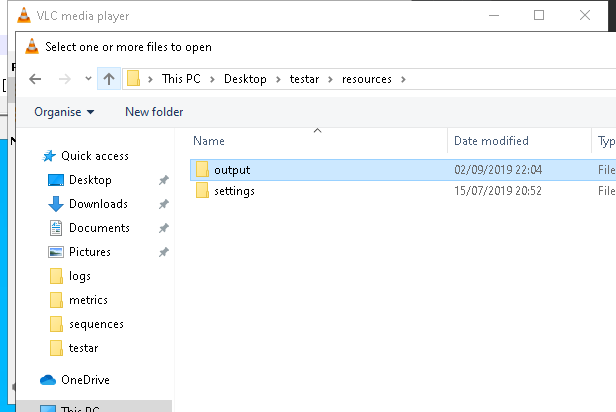 VLC media player
Select one or more files to open
This PC > Desktop > testar > resources >
Organise New folder
Name Date modified Typ
Quick access
output 02/09/2019 22:04 File
Desktop
settings 15/07/2019 20:52 File
Downloads
Documents
Pictures
logs
metrics
sequences
testar
OneDrive
This PC